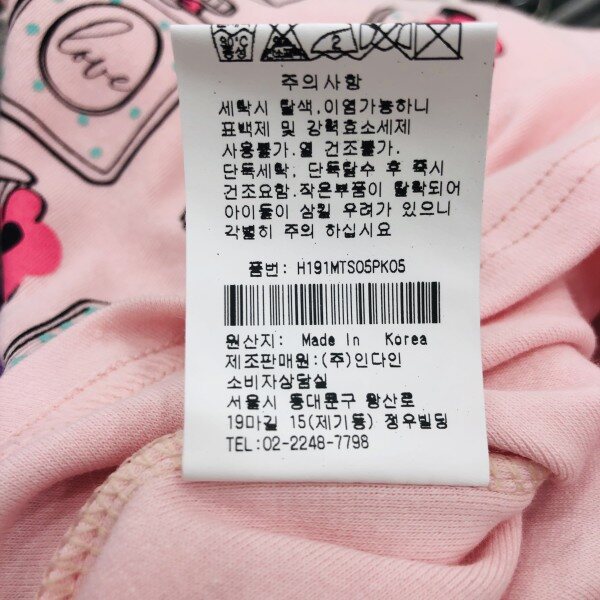 love
30℃
중성
2
주의사항
세탁시 탈색.이염가능하니
표백제 및 강력효소세제
사용불가.열 건조불가.
단독세탁, 단독탈수 후 즉시
건조요함.작은부품이 탈락되어
아이들이 삼킬 우려가 있으니
각별히 주의 하십시오
품번: H191MTS05PK05
원산지: Made In Korea
제조판매원:(주)인다인
소비자상담실
서울시 동대문구 왕산로
19마길 15(제기동) 정우빌딩
TEL:02-2248-7798